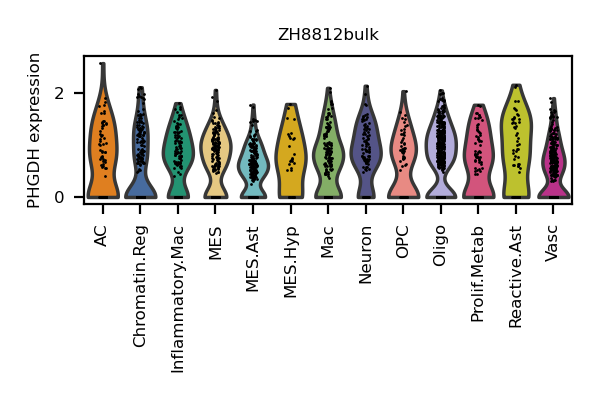 ZH8812bulk
PHGDH expression
2
0
AC
Chromatin.Reg
Inflammatory.Mac
MES
MES.Ast
MES.Hyp
Mac
Neuron
OPC
Oligo
Prolif.Metab
Reactive.Ast
Vasc